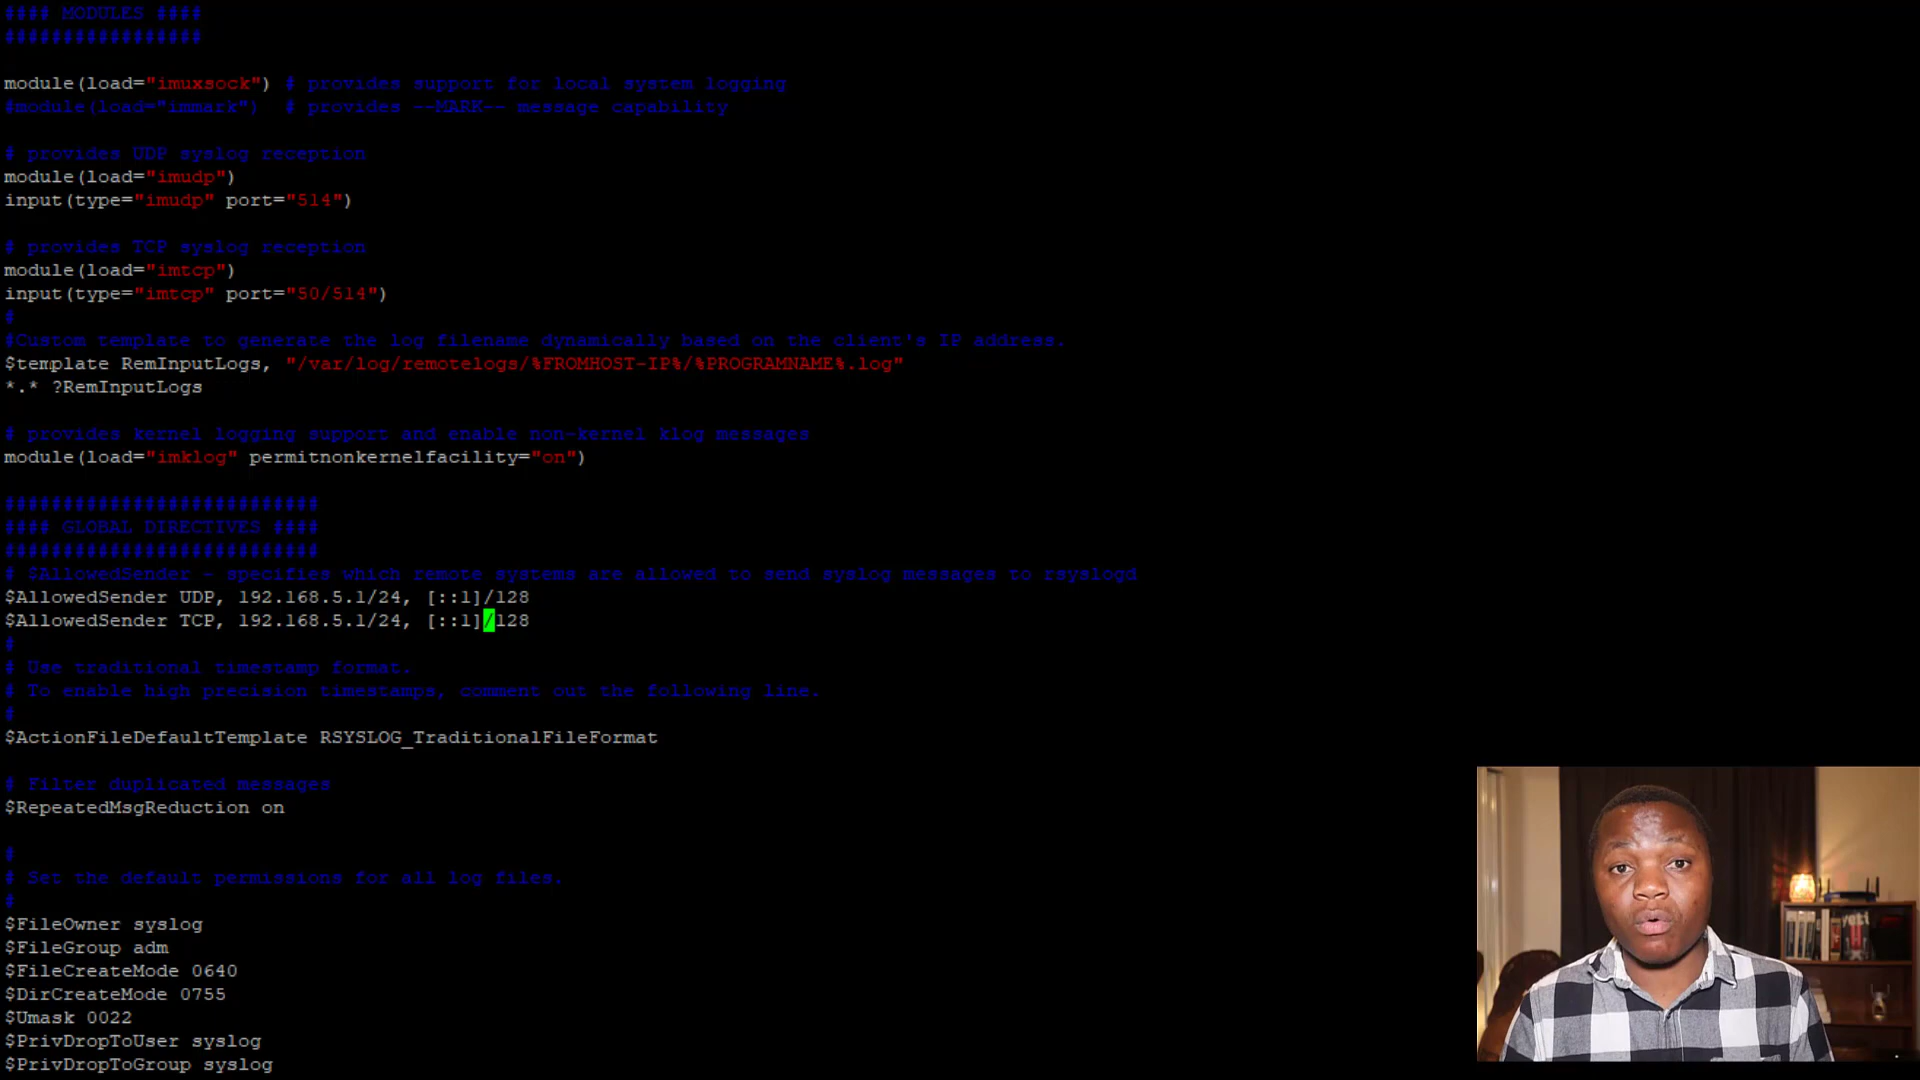 #### MODULES ####
#################
module(load="imuxsock") # provides support for local system logging
#module(load="immark")  # provides --MARK-- message capability
# provides UDP syslog reception
module(load="imudp")
input(type="imudp" port="514")
# provides TCP syslog reception
module(load="imtcp")
input(type="imtcp" port="50/514")
#
#Custom template to generate the log filename dynamically based on the client's IP address.
$template RemInputLogs, "/var/log/remotelogs/%FROMHOST-IP%/%PROGRAMNAME%.log"
*.* ?RemInputLogs
# provides kernel logging support and enable non-kernel klog messages
module(load="imklog" permitnonkernelfacility="on")
###########################
#### GLOBAL DIRECTIVES ####
###########################
# $AllowedSender - specifies which remote systems are allowed to send syslog messages to rsyslogd
$AllowedSender UDP, 192.168.5.1/24, [::1]/128
$AllowedSender TCP, 192.168.5.1/24, [::1]/128
#
# Use traditional timestamp format.
# To enable high precision timestamps, comment out the following line.
#
$ActionFileDefaultTemplate RSYSLOG_TraditionalFileFormat
# Filter duplicated messages
$RepeatedMsgReduction on
#
# Set the default permissions for all log files.
#
$FileOwner syslog
$FileGroup adm
$FileCreateMode 0640
$DirCreateMode 0755
$Umask 0022
$PrivDropToUser syslog
$PrivDropToGroup syslog
yeti